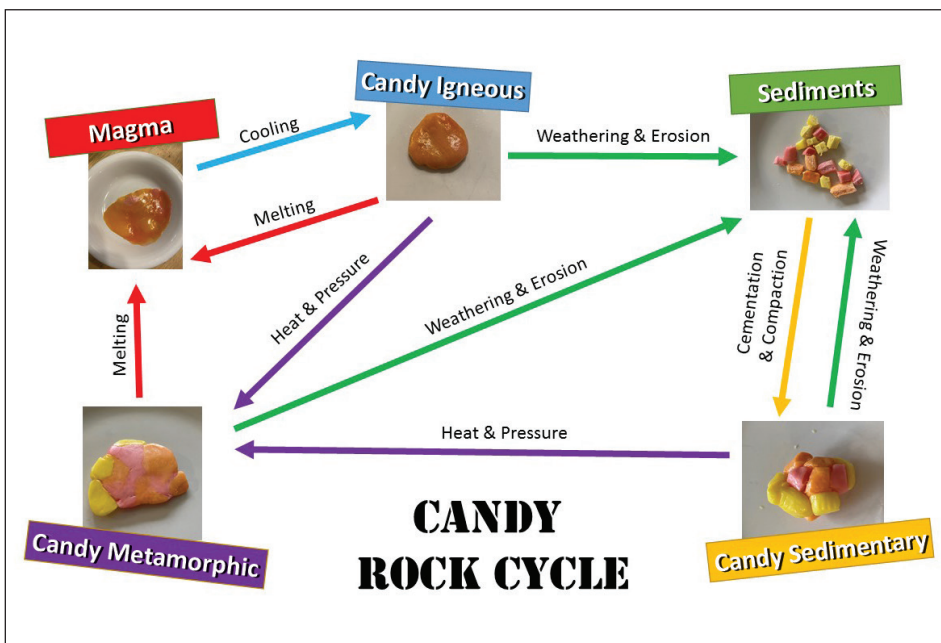 Candy Igneous
Sediments
Magma
Cooling
Weathering & Erosion
Melting
Heat & Pressure
Weathering & Erosion
Cementation
& Compaction
Weathering & Erosion
Melting
Heat & Pressure
Candy Metamorphic
Candy Sedimentary
CANDY
ROCK CYCLE